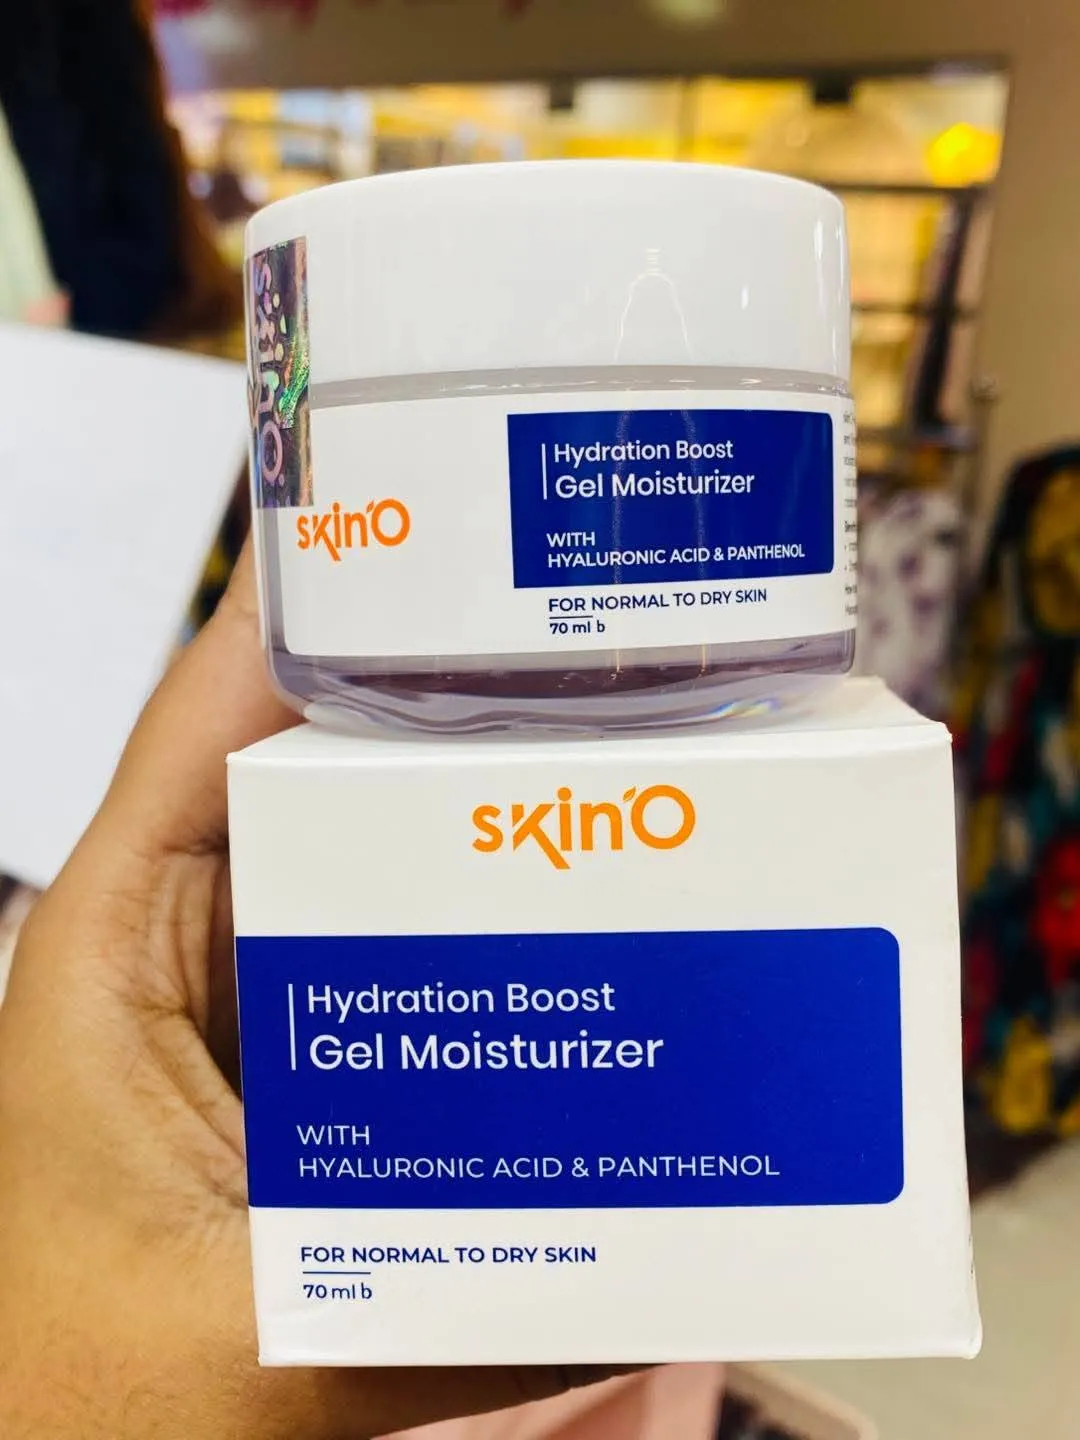 skin'O
skin'O
Hydration Boost
Gel Moisturizer
WITH
HYALURONIC ACID & PANTHENOL
FOR NORMAL TO DRY SKIN
70 ml b
skin'O
Hydration Boost
Gel Moisturizer
WITH
HYALURONIC ACID & PANTHENOL
FOR NORMAL TO DRY SKIN
70 ml b